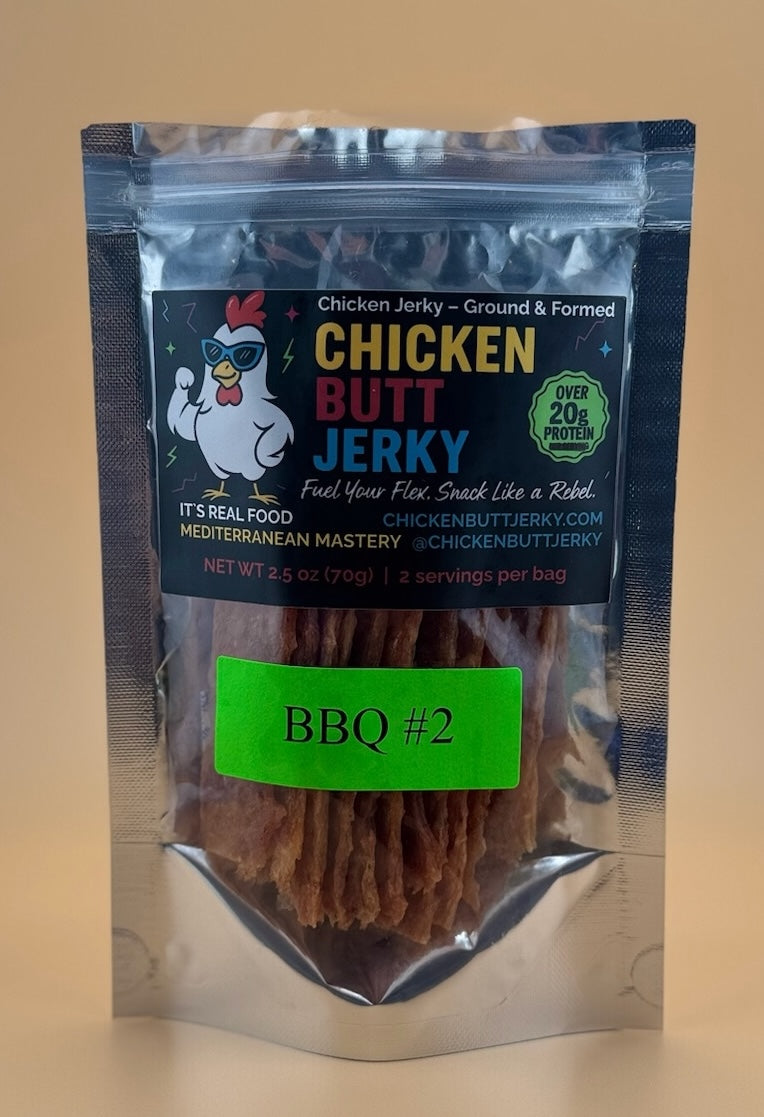 Chicken Jerky – Ground & Formed
CHICKEN
BUTT
JERKY
OVER
20g
PROTEIN
Fuel Your Flex. Snack Like a Rebel.
IT'S REAL FOOD
CHICKENBUTTJERKY.COM
MEDITERRANEAN MASTERY
@CHICKENBUTTJERKY
NET WT 2.5 oz (70g) | 2 servings per bag
BBQ #2